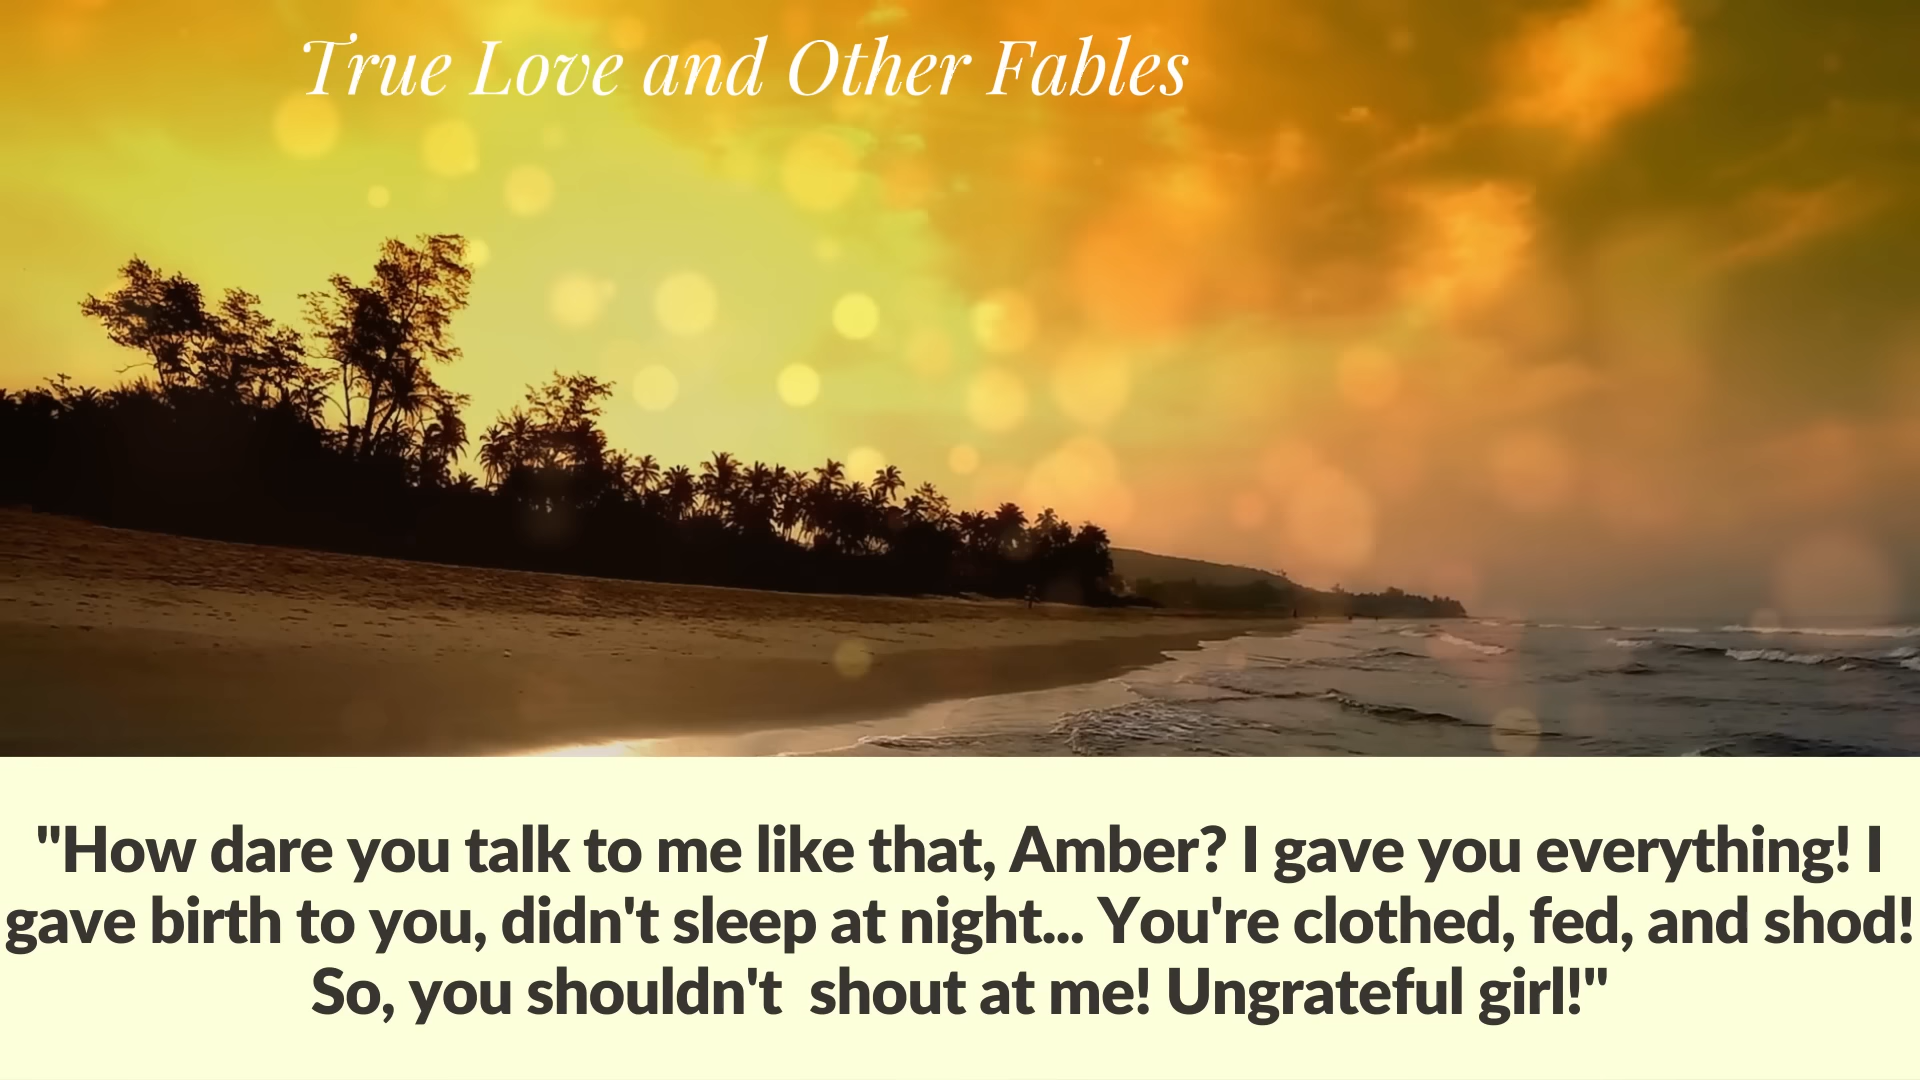 True Love and Other Fables
"How dare you talk to me like that, Amber? I gave you everything! I
gave birth to you, didn't sleep at night... You're clothed, fed, and shod!
So, you shouldn't  shout at me! Ungrateful girl!"